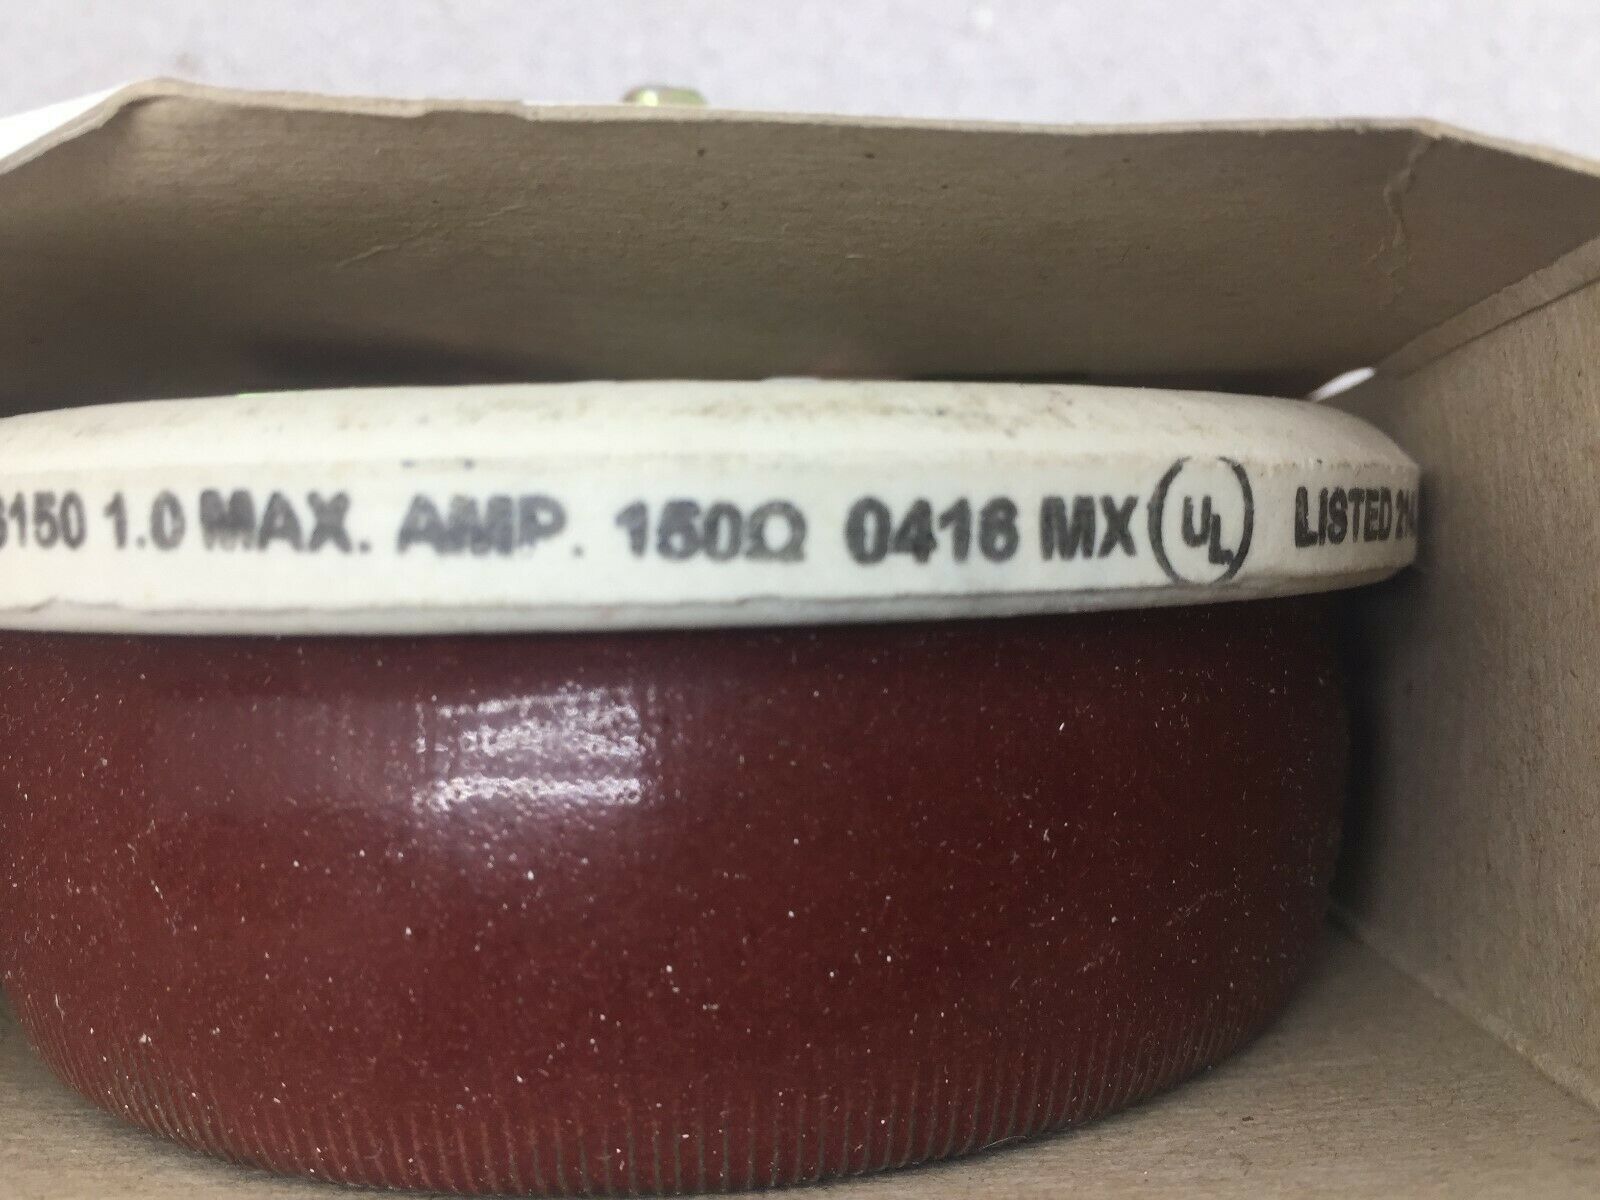 150 1.0 MAX. AMP. 150Ω 0416 MX UL LISTED